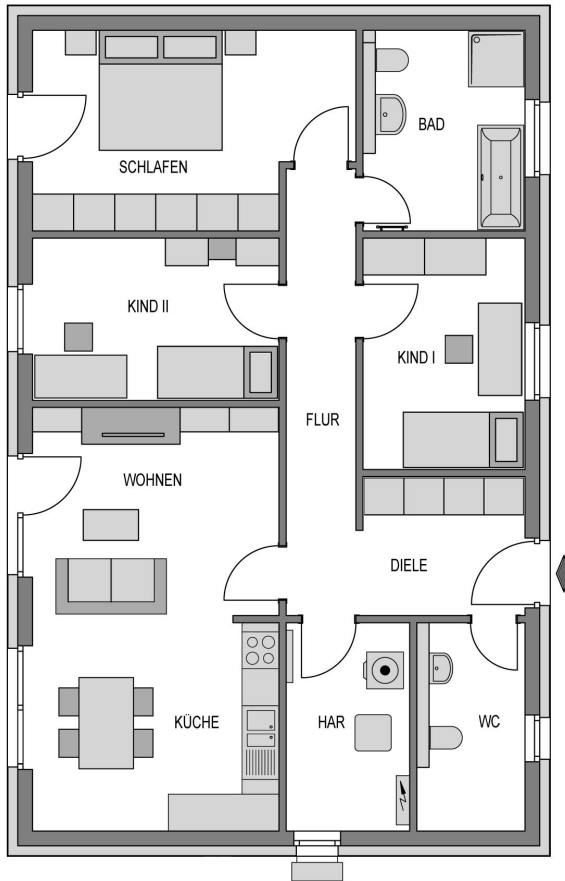 BAD
SCHLAFEN
KIND II
KIND I
FLUR
WOHNEN
DIELE
KÜCHE
HAR
WC